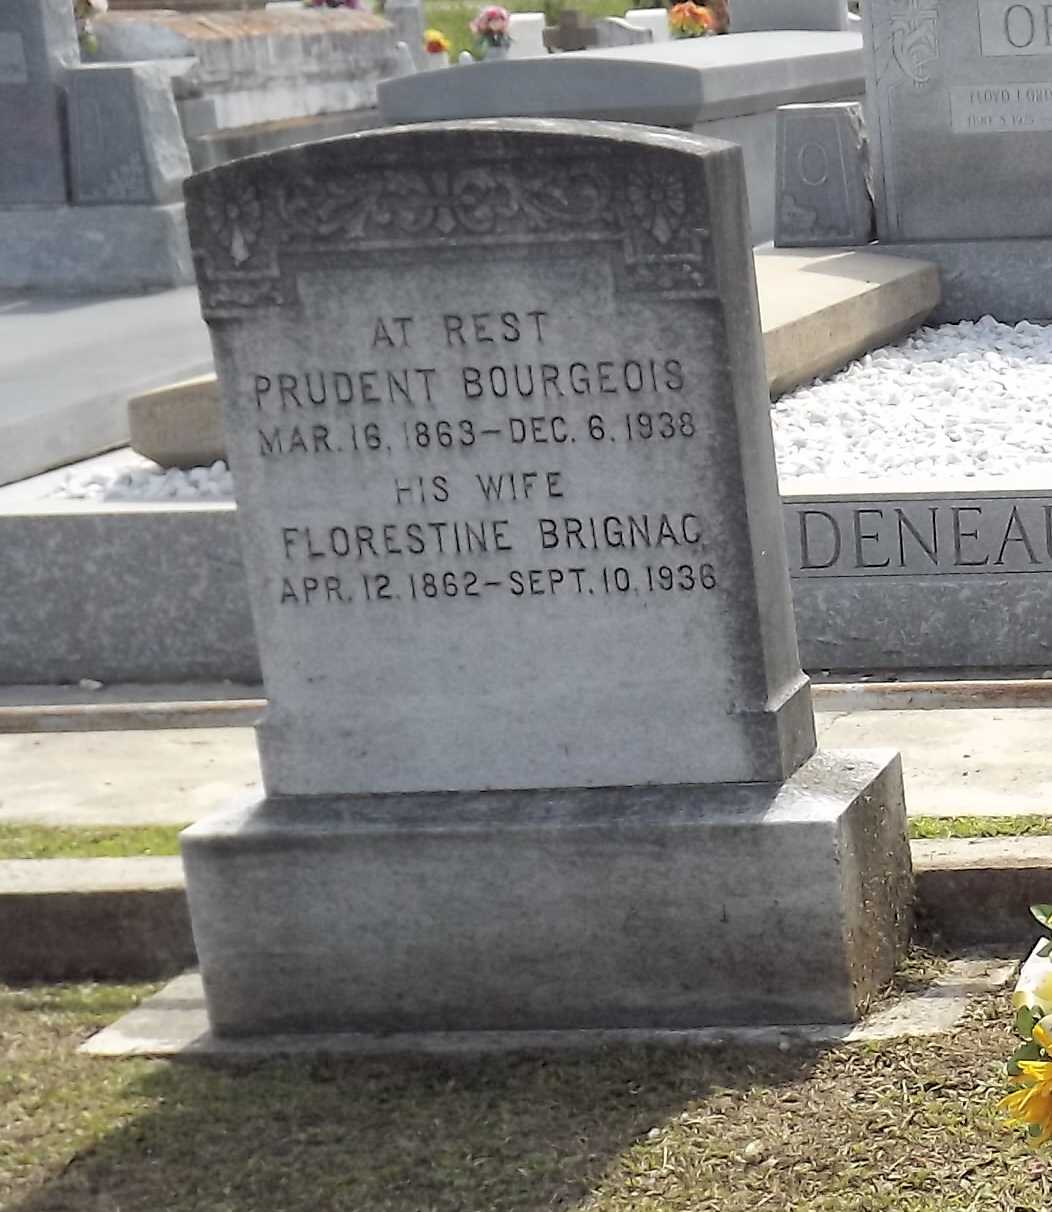 AT REST
PRUDENT BOURGEOIS
MAR. 16, 1863 – DEC. 6. 1938
HIS WIFE
FLORESTINE BRIGNAC
APR. 12. 1862 – SEPT. 10. 1936
DENEAU
O